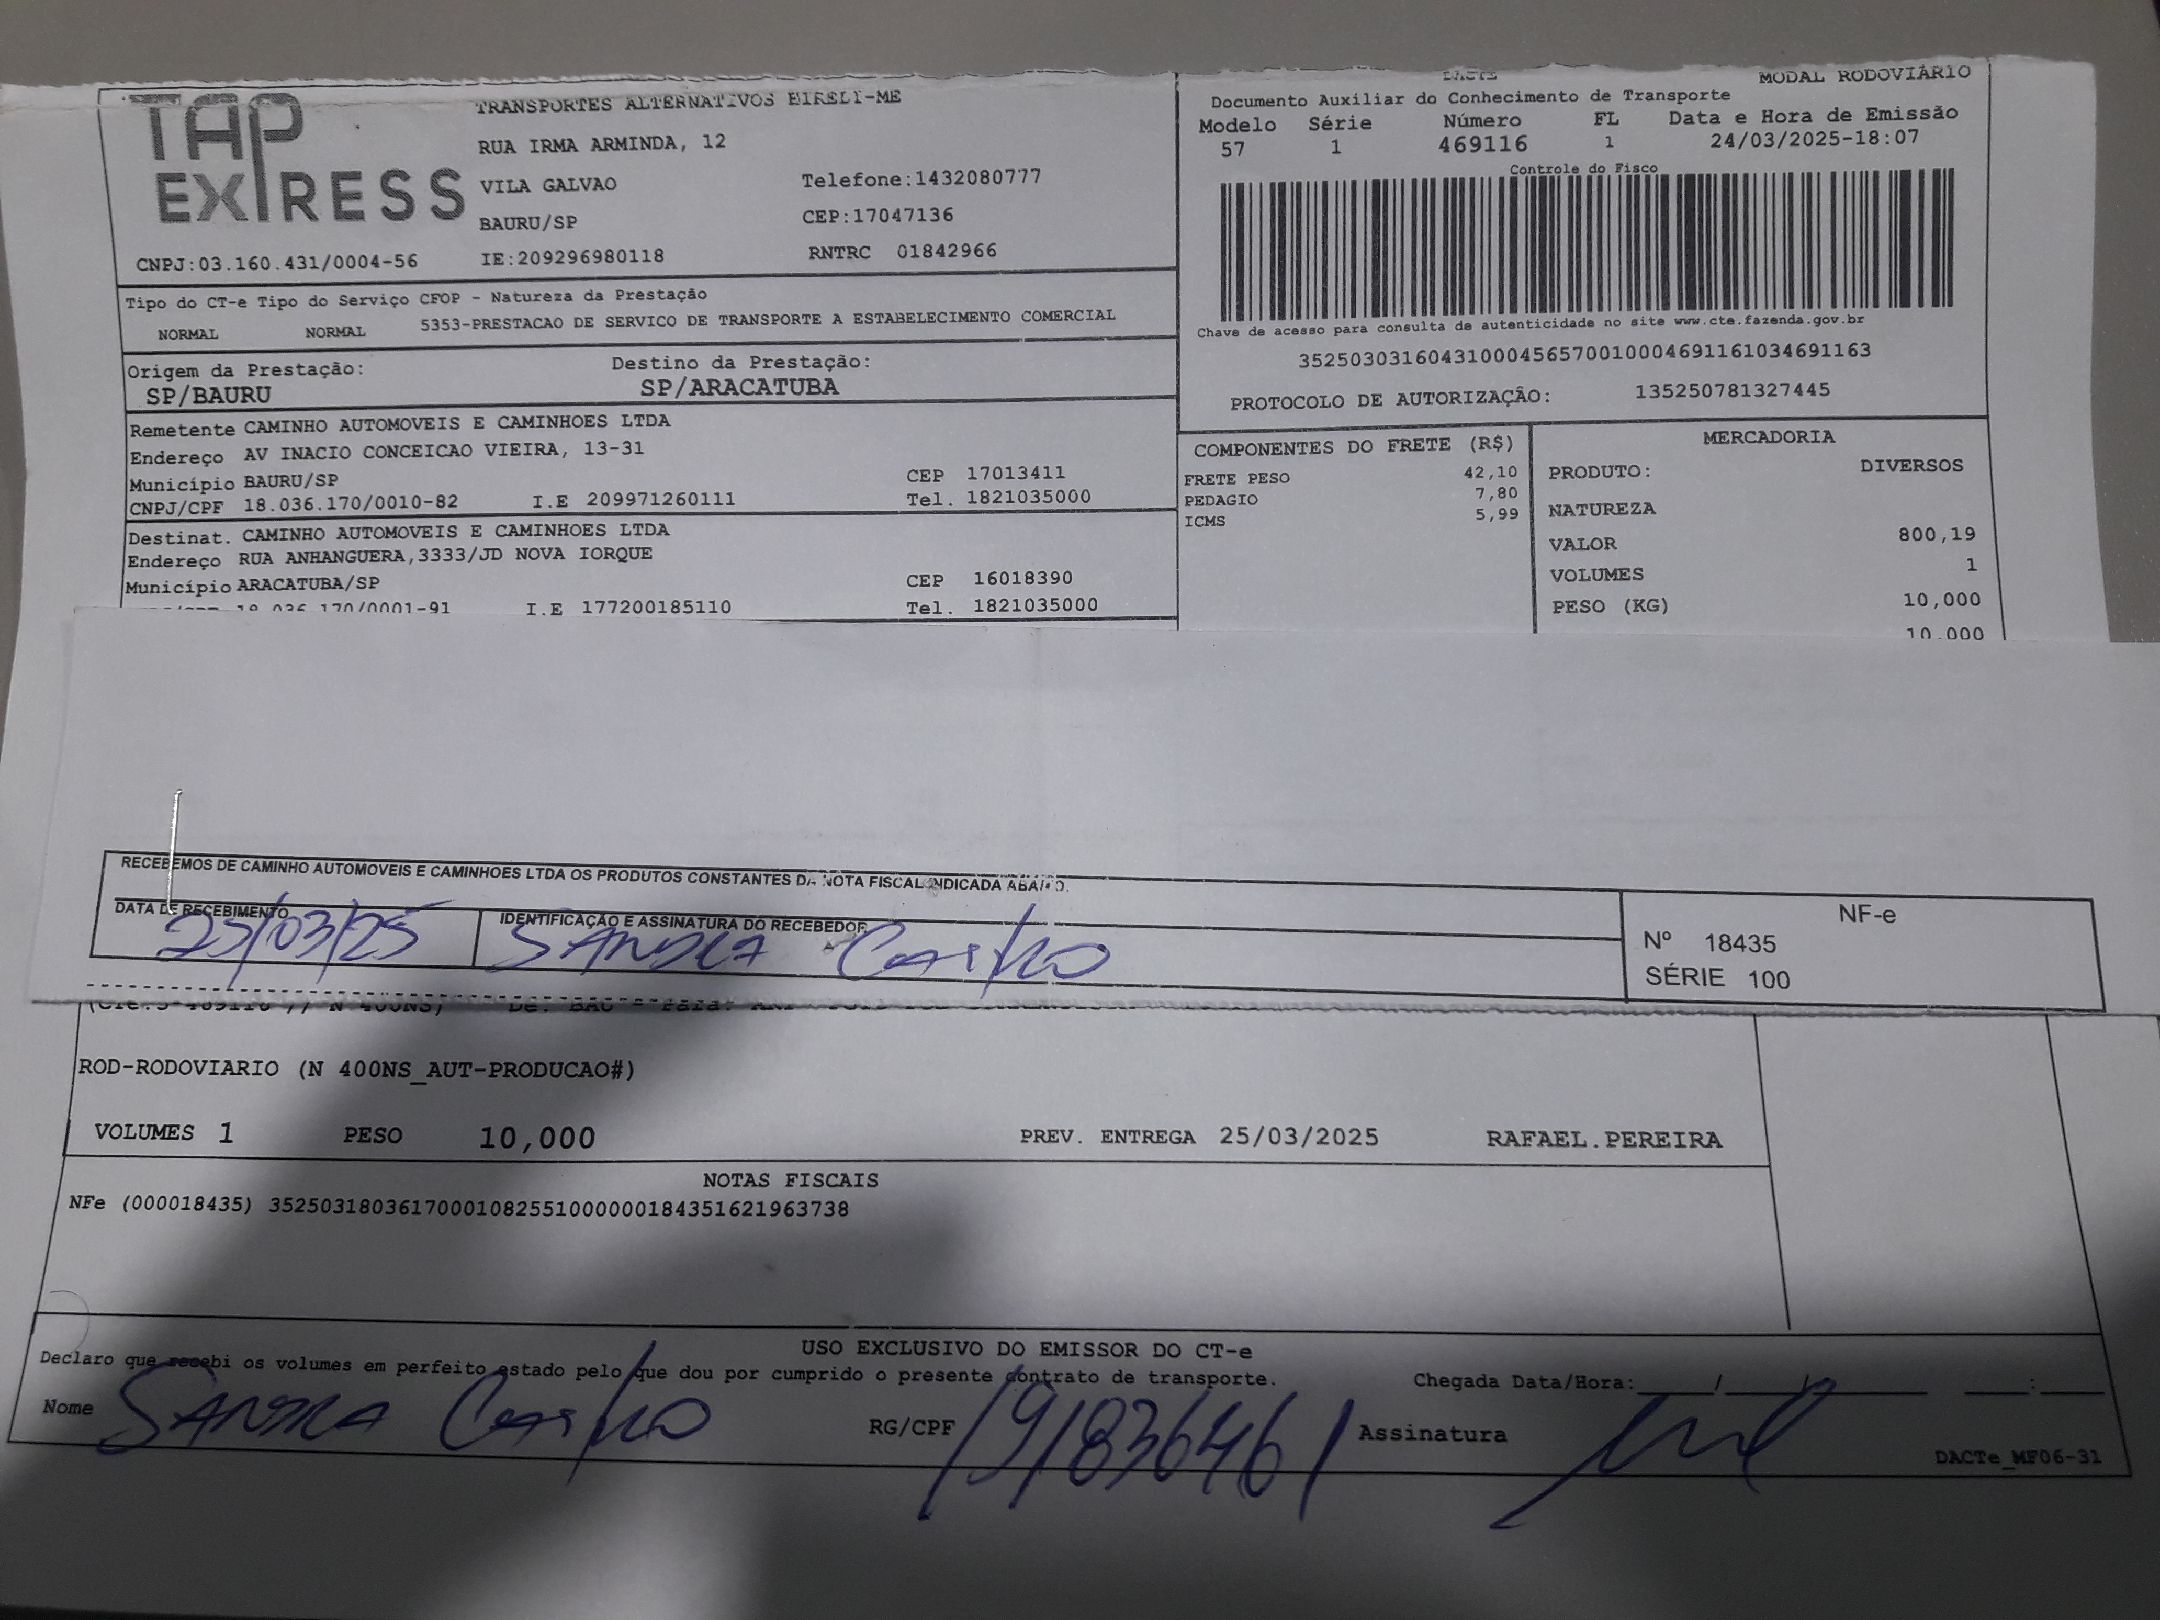 TAP EXPRESS
TRANSPORTES ALTERNATIVOS EIRELI-ME
RUA IRMA ARMINDA, 12
VILA GALVAO Telefone:1432080777
BAURU/SP CEP:17047136
CNPJ:03.160.431/0004-56 IE:209296980118 RNTRC 01842966
DACTE MODAL RODOVIÁRIO
Documento Auxiliar do Conhecimento de Transporte
Modelo Série Número FL Data e Hora de Emissão
57 1 469116 1 24/03/2025-18:07
Controle do Fisco
Chave de acesso para consulta de autenticidade no site www.cte.fazenda.gov.br
35250303160431000456570010004691161034691163
PROTOCOLO DE AUTORIZAÇÃO: 135250781327445
Tipo do CT-e Tipo do Serviço CFOP - Natureza da Prestação
NORMAL NORMAL 5353-PRESTACAO DE SERVICO DE TRANSPORTE A ESTABELECIMENTO COMERCIAL
Origem da Prestação: Destino da Prestação:
SP/BAURU SP/ARACATUBA
Remetente CAMINHO AUTOMOVEIS E CAMINHOES LTDA
Endereço AV INACIO CONCEICAO VIEIRA, 13-31
Município BAURU/SP CEP 17013411
CNPJ/CPF 18.036.170/0010-82 I.E 209971260111 Tel. 1821035000
Destinat. CAMINHO AUTOMOVEIS E CAMINHOES LTDA
Endereço RUA ANHANGUERA,3333/JD NOVA IORQUE
Município ARACATUBA/SP CEP 16018390
18.036.170/0001-91 I.E 177200185110 Tel. 1821035000
COMPONENTES DO FRETE (R$)
FRETE PESO 42,10
PEDAGIO 7,80
ICMS 5,99
MERCADORIA
PRODUTO: DIVERSOS
NATUREZA
VALOR 800,19
VOLUMES 1
PESO (KG) 10,000
10,000
RECEBEMOS DE CAMINHO AUTOMOVEIS E CAMINHOES LTDA OS PRODUTOS CONSTANTES DA NOTA FISCAL INDICADA ABAIXO.
DATA DE RECEBIMENTO IDENTIFICAÇÃO E ASSINATURA DO RECEBEDOR
25/03/25 SANDRA Castro
NF-e
Nº 18435
SÉRIE 100
ROD-RODOVIARIO (N 400NS_AUT-PRODUCAO#)
VOLUMES 1 PESO 10,000 PREV. ENTREGA 25/03/2025 RAFAEL.PEREIRA
NOTAS FISCAIS
NFe (000018435) 35250318036170001082551000000184351621963738
USO EXCLUSIVO DO EMISSOR DO CT-e
Declaro que recebi os volumes em perfeito estado pelo que dou por cumprido o presente contrato de transporte. Chegada Data/Hora:
Nome SANDRA Castro RG/CPF 19183646 Assinatura
DACTe_MF06-31